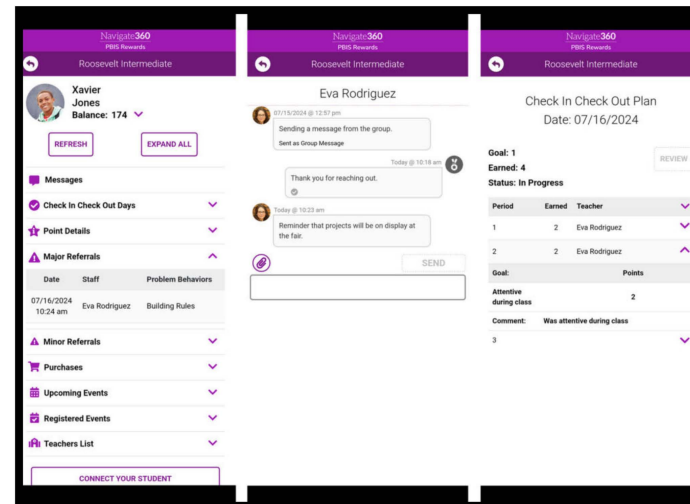 Navigate360
PBIS Rewards
Roosevelt Intermediate
Xavier
Jones
Balance: 174
REFRESH
EXPAND ALL
Messages
Check In Check Out Days
Point Details
Major Referrals
Date Staff Problem Behaviors
07/16/2024
10:24 am
Eva Rodriguez Building Rules
Minor Referrals
Purchases
Upcoming Events
Registered Events
Teachers List
CONNECT YOUR STUDENT
Navigate360
PBIS Rewards
Roosevelt Intermediate
Eva Rodriguez
07/15/2024 @ 12:57 pm
Sending a message from the group.
Sent as Group Message
Today @ 10:18 am
Thank you for reaching out.
Today @ 10:23 am
Reminder that projects will be on display at
the fair.
SEND
Navigate360
PBIS Rewards
Roosevelt Intermediate
Check In Check Out Plan
Date: 07/16/2024
Goal: 1
Earned: 4
Status: In Progress
REVIEW
Period Earned Teacher
1 2 Eva Rodriguez
2 2 Eva Rodriguez
Goal: Points
Attentive
during class
2
Comment: Was attentive during class
3